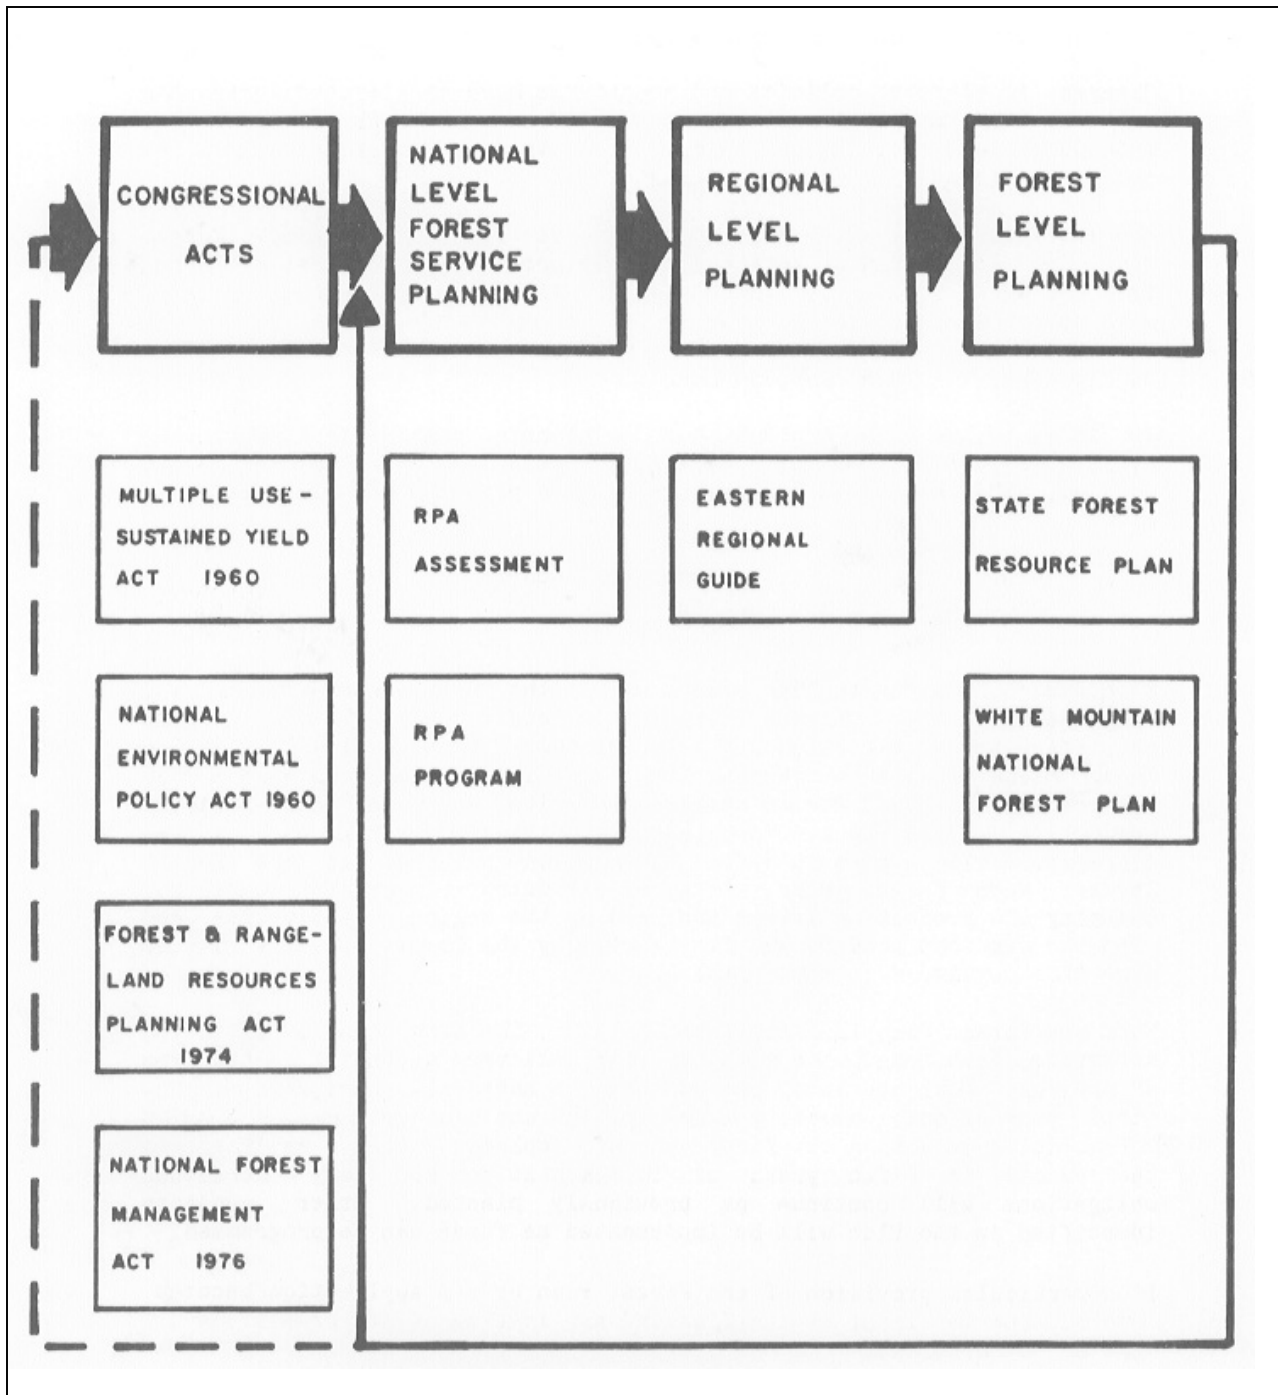 CONGRESSIONAL
ACTS
NATIONAL
LEVEL
FOREST
SERVICE
PLANNING
REGIONAL
LEVEL
PLANNING
FOREST
LEVEL
PLANNING
MULTIPLE USE -
SUSTAINED YIELD
ACT 1960
RPA
ASSESSMENT
EASTERN
REGIONAL
GUIDE
STATE FOREST
RESOURCE PLAN
NATIONAL
ENVIRONMENTAL
POLICY ACT 1960
RPA
PROGRAM
WHITE MOUNTAIN
NATIONAL
FOREST PLAN
FOREST & RANGE-
LAND RESOURCES
PLANNING ACT
1974
NATIONAL FOREST
MANAGEMENT
ACT 1976